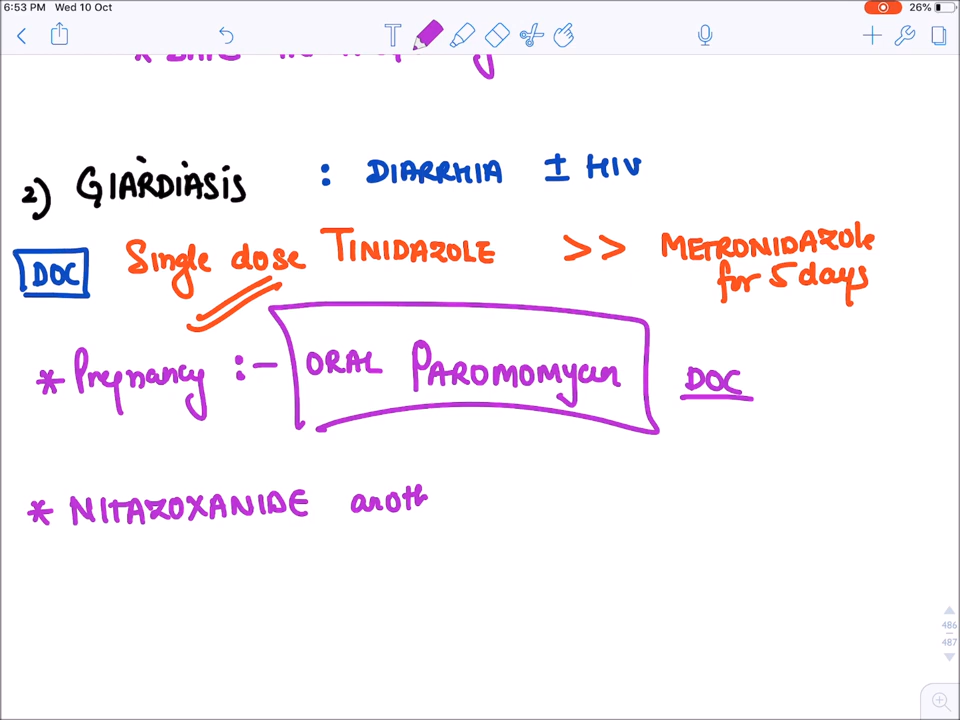 6:53 PM Wed 10 Oct 26%
T
2) GIARDIASIS : DIARRHIA ± HIV
DOC Single dose TINIDAZOLE >> METRONIDAZOLE
for 5 days
* Pregnancy :- ORAL PAROMOMYCIN DOC
* NITAZOXANIDE anoth
486
487